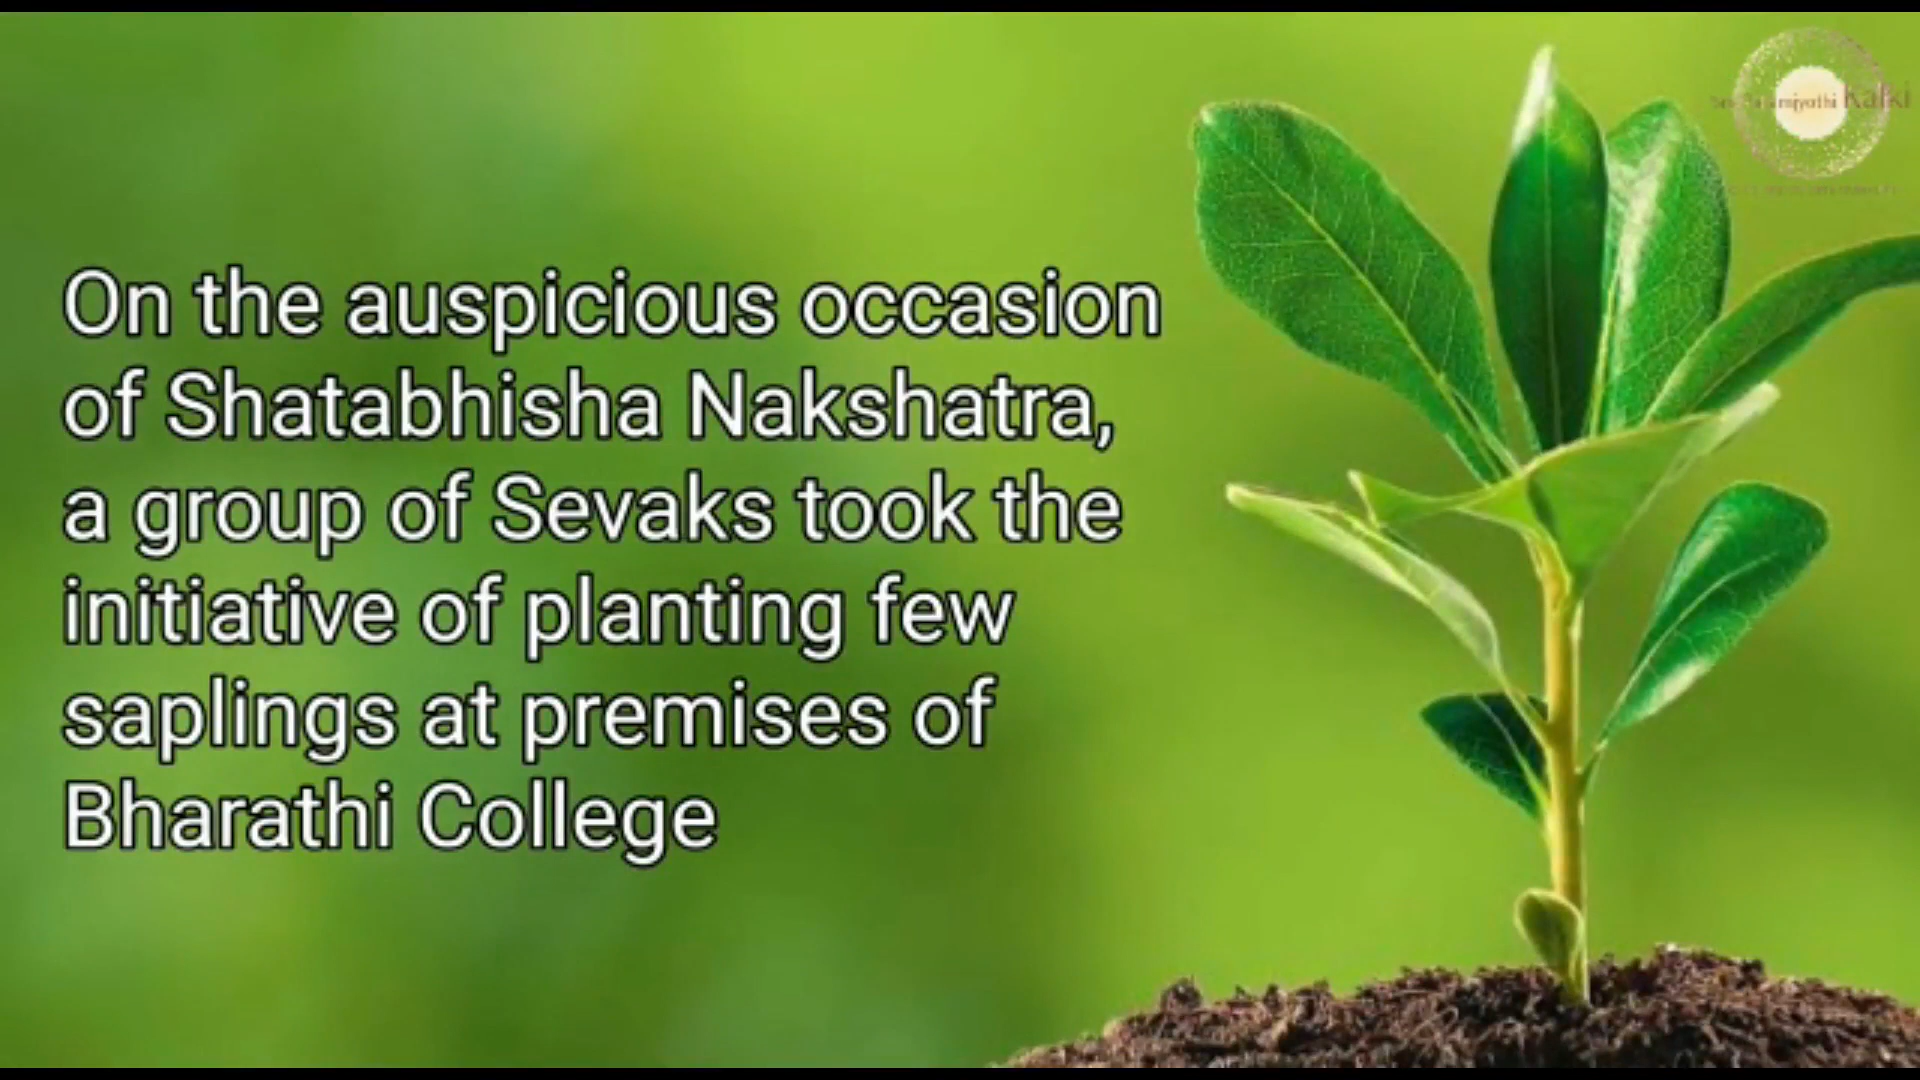 On the auspicious occasion
of Shatabhisha Nakshatra,
a group of Sevaks took the
initiative of planting few
saplings at premises of
Bharathi College
Kalki